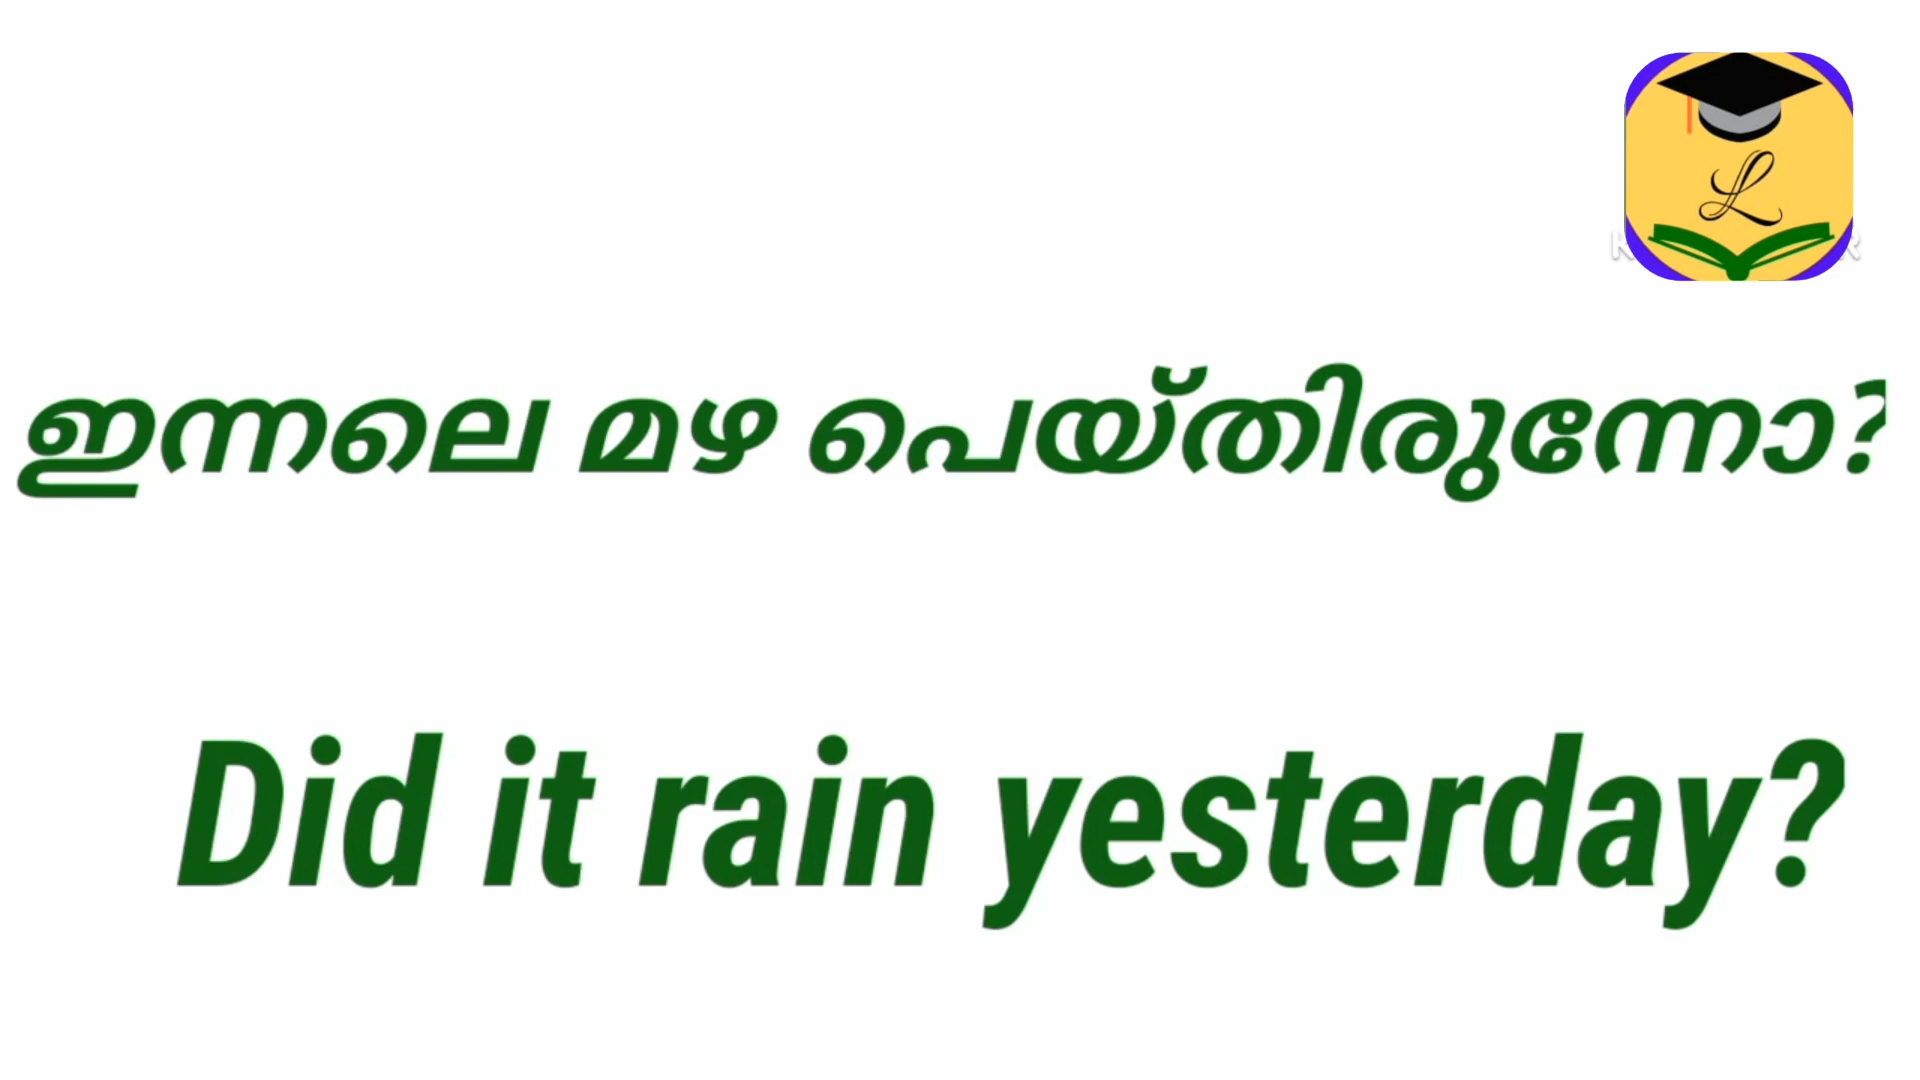 L
ഇന്നലെ മഴ പെയ്തിരുന്നോ?
Did it rain yesterday?